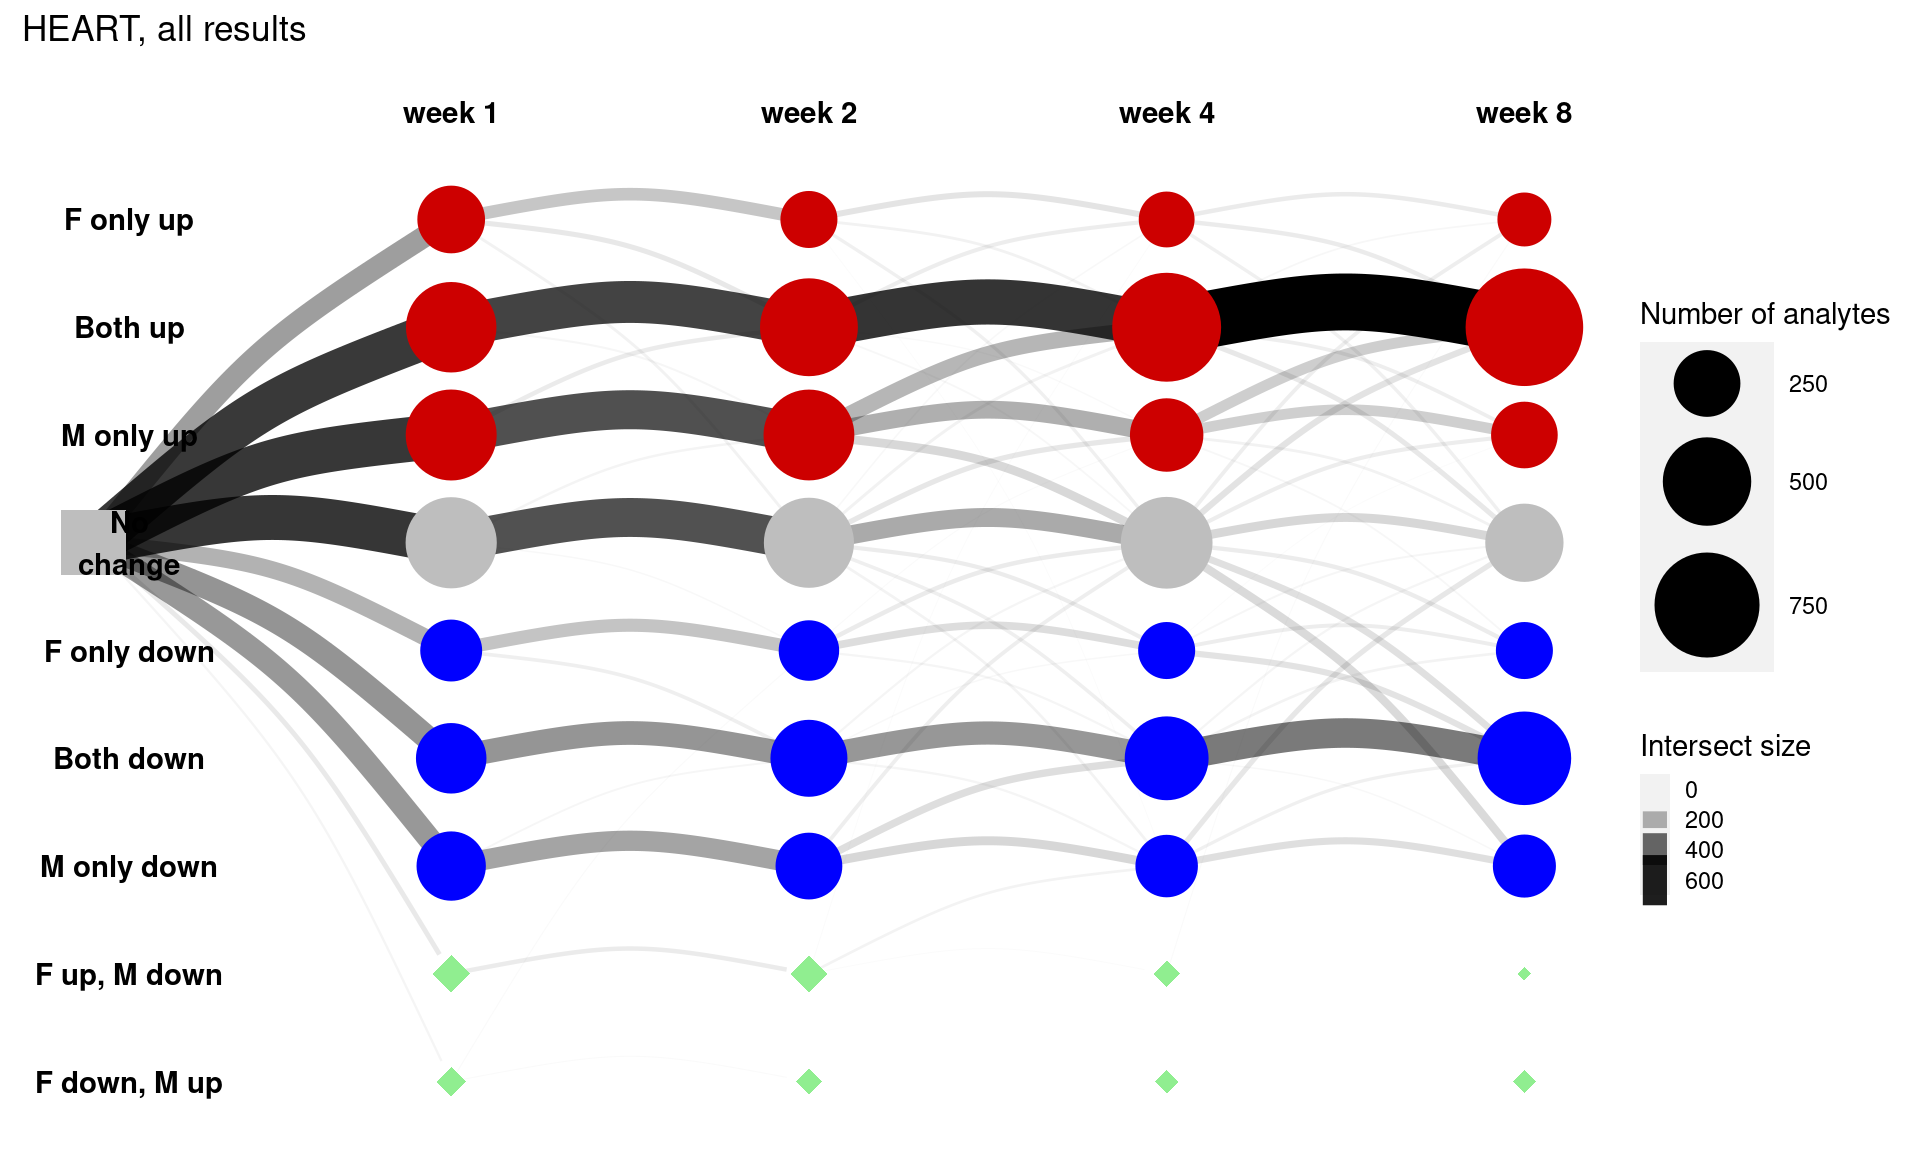 HEART, all results
week 1
week 2
week 4
week 8
F only up
Both up
M only up
No
change
F only down
Both down
M only down
F up, M down
F down, M up
Number of analytes
250
500
750
Intersect size
0
200
400
600